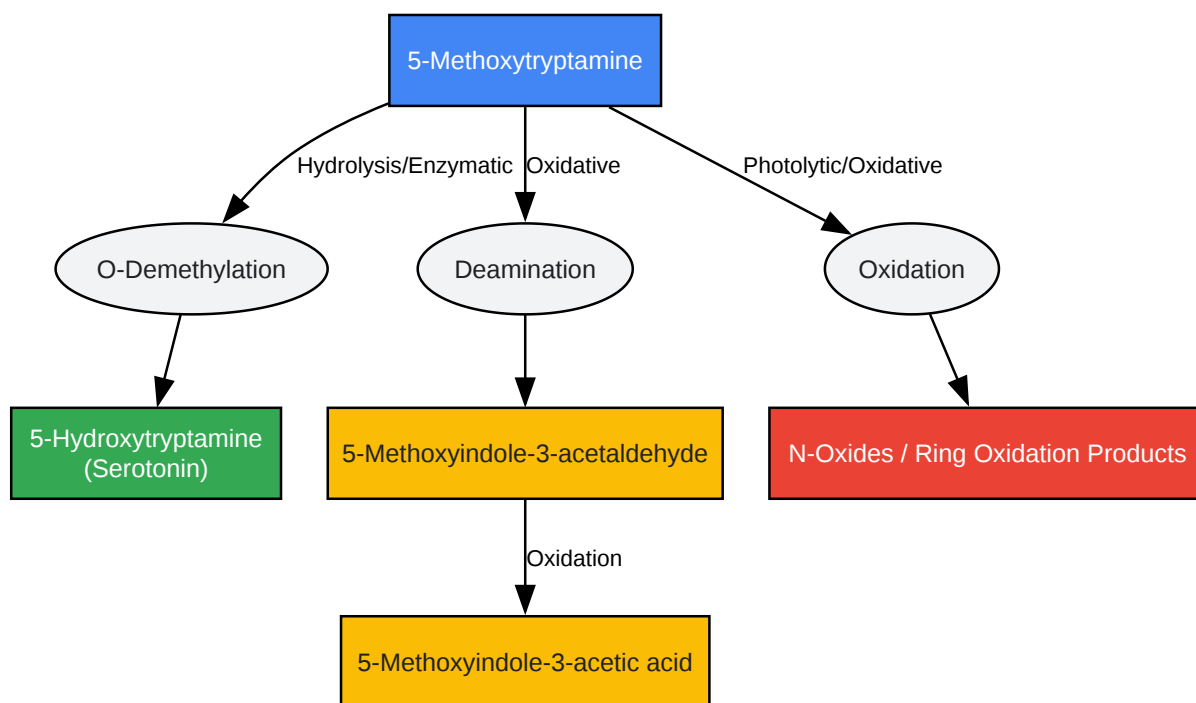 5-Methoxytryptamine
Hydrolysis/Enzymatic
Oxidative
Photolytic/Oxidative
O-Demethylation
Deamination
Oxidation
5-Hydroxytryptamine
(Serotonin)
5-Methoxyindole-3-acetaldehyde
N-Oxides / Ring Oxidation Products
Oxidation
5-Methoxyindole-3-acetic acid